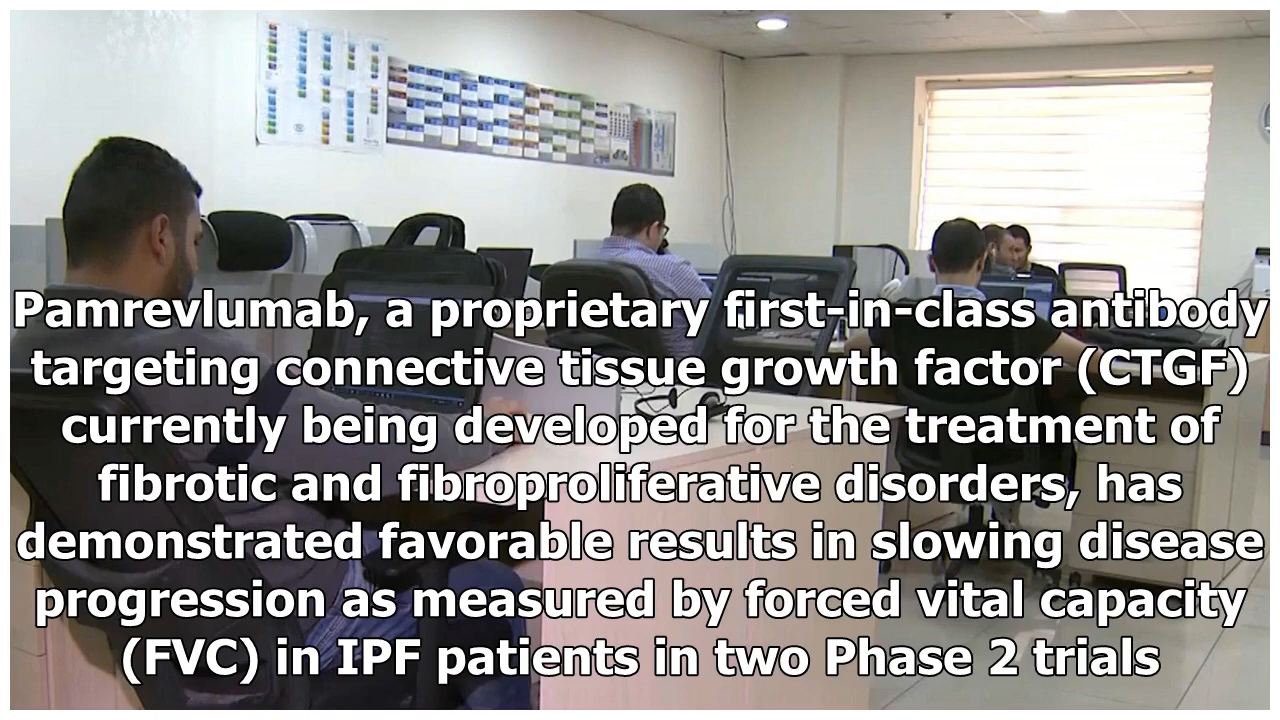 Pamrevlumab, a proprietary first-in-class antibody
targeting connective tissue growth factor (CTGF)
currently being developed for the treatment of
fibrotic and fibroproliferative disorders, has
demonstrated favorable results in slowing disease
progression as measured by forced vital capacity
(FVC) in IPF patients in two Phase 2 trials